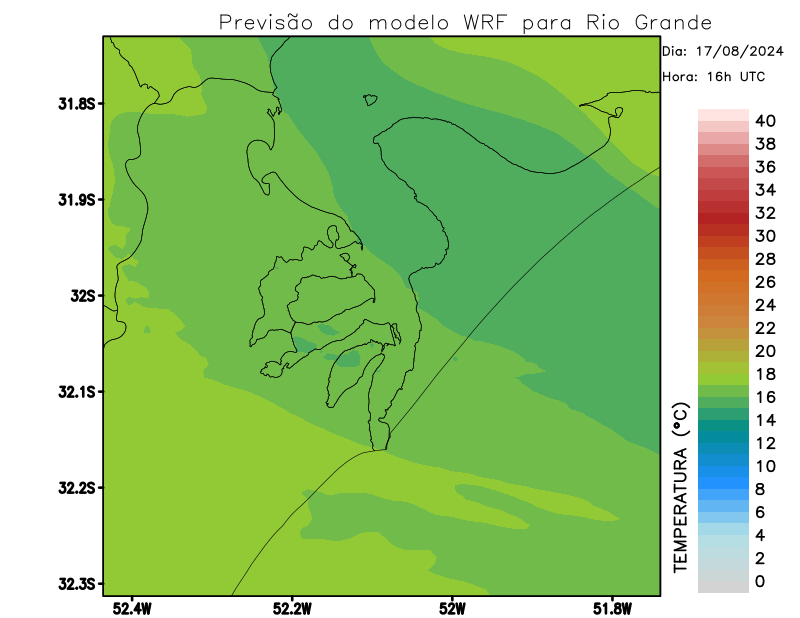 Previsão do modelo WRF para Rio Grande
Dia: 17/08/2024
Hora: 16h UTC
31.8S
31.9S
32S
32.1S
32.2S
32.3S
52.4W
52.2W
52W
51.8W
TEMPERATURA (°C)
40
38
36
34
32
30
28
26
24
22
20
18
16
14
12
10
8
6
4
2
0